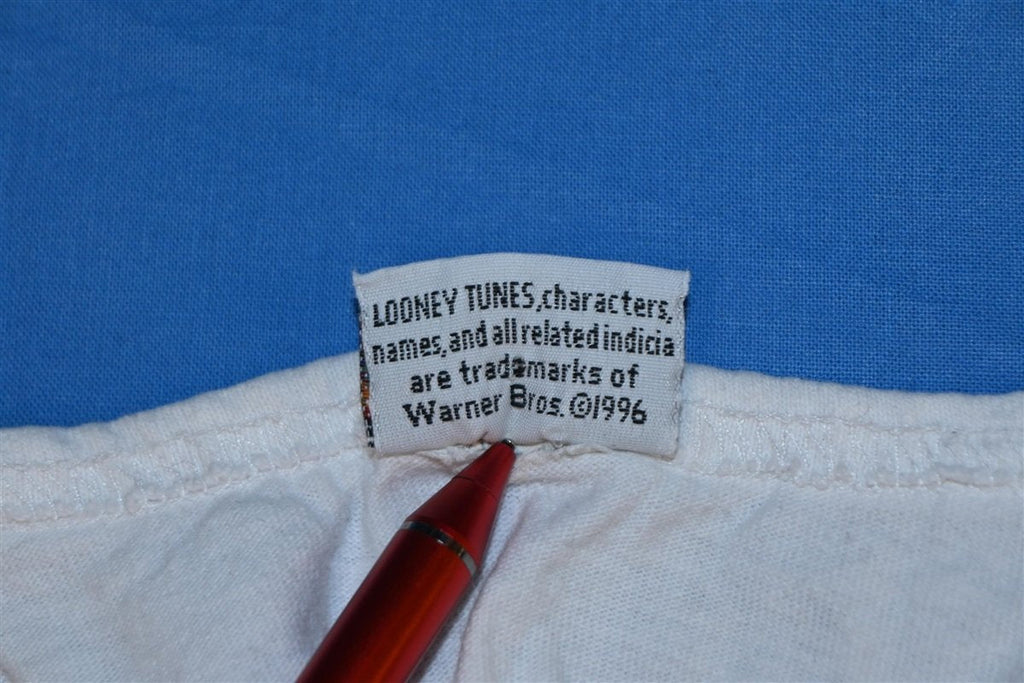 LOONEY TUNES, characters,
names, and all related indicia
are trademarks of
Warner Bros. ©1996